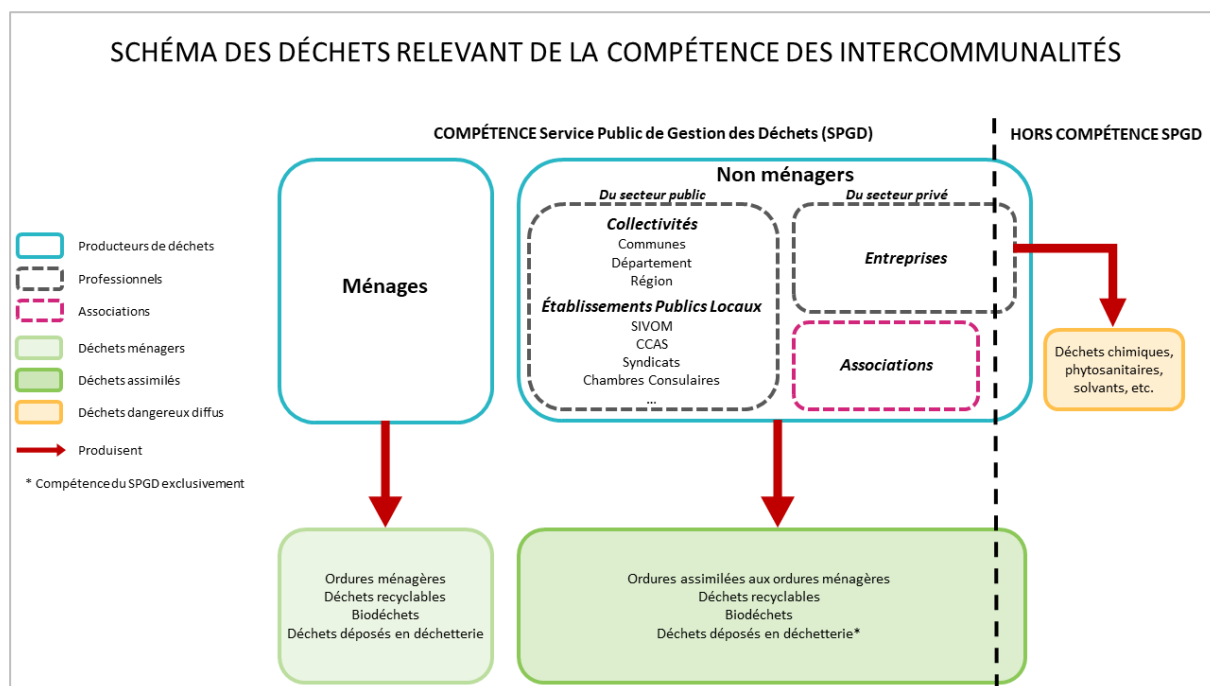 SCHÉMA DES DÉCHETS RELEVANT DE LA COMPÉTENCE DES INTERCOMMUNALITÉS
COMPÉTENCE Service Public de Gestion des Déchets (SPGD)
HORS COMPÉTENCE SPGD
Producteurs de déchets
Professionnels
Associations
Déchets ménagers
Déchets assimilés
Déchets dangereux diffus
Produisent
* Compétence du SPGD exclusivement
Ménages
Non ménagers
Du secteur public
Collectivités
Communes
Département
Région
Établissements Publics Locaux
SIVOM
CCAS
Syndicats
Chambres Consulaires
...
Du secteur privé
Entreprises
Associations
Déchets chimiques,
phytosanitaires,
solvants, etc.
Ordures ménagères
Déchets recyclables
Biodéchets
Déchets déposés en déchetterie
Ordures assimilées aux ordures ménagères
Déchets recyclables
Biodéchets
Déchets déposés en déchetterie*